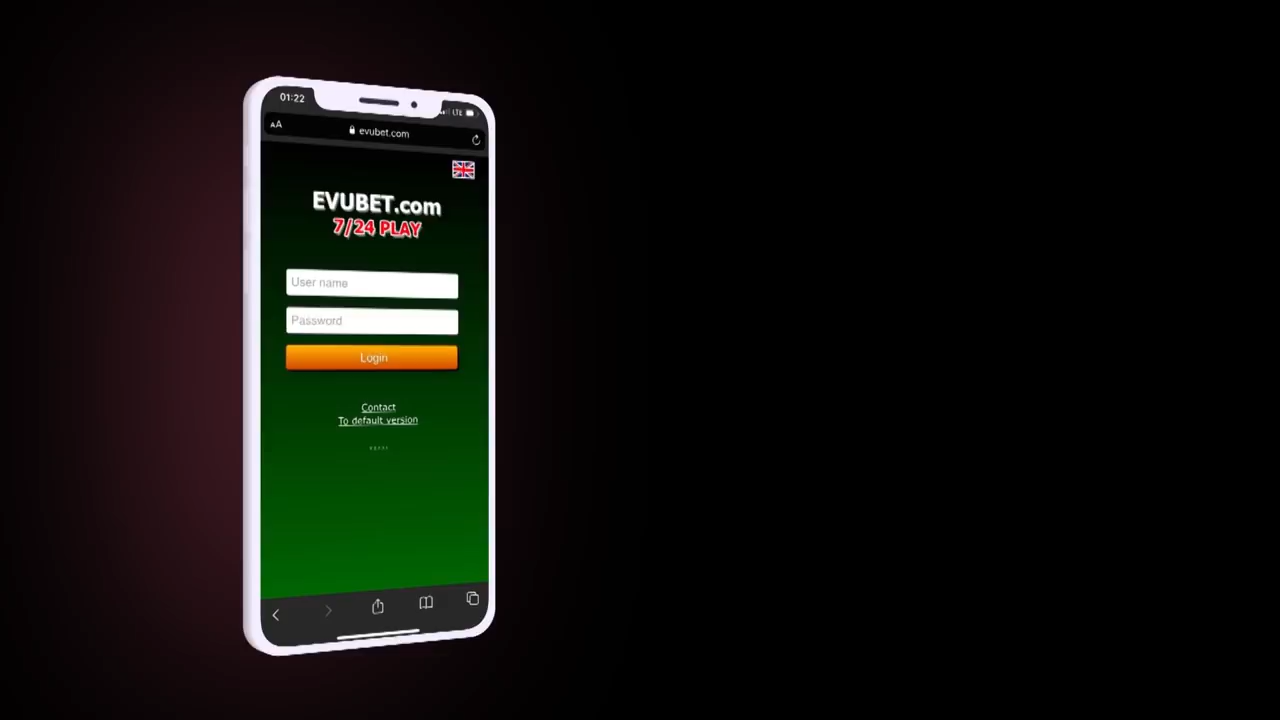 01:22
LTE
AA
evubet.com
EVUBET.com
7/24 PLAY
User name
Password
Login
Contact
To default version